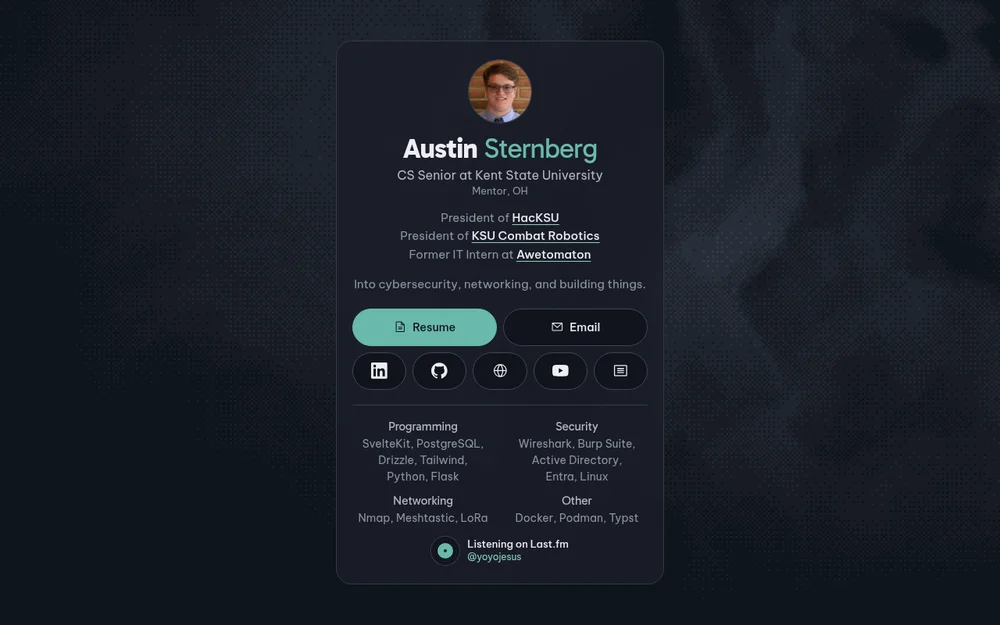 Austin Sternberg
CS Senior at Kent State University
Mentor, OH
President of HacKSU
President of KSU Combat Robotics
Former IT Intern at Awetomaton
Into cybersecurity, networking, and building things.
Resume
Email
in
Programming
SvelteKit, PostgreSQL,
Drizzle, Tailwind,
Python, Flask
Security
Wireshark, Burp Suite,
Active Directory,
Entra, Linux
Networking
Nmap, Meshtastic, LoRa
Other
Docker, Podman, Typst
Listening on Last.fm
@yoyojesus